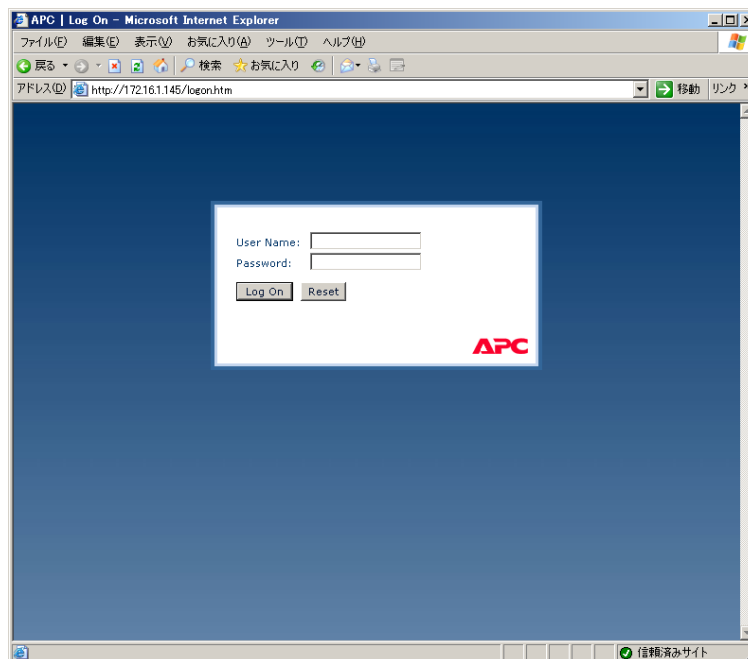 APC | Log On - Microsoft Internet Explorer
ファイル(F) 編集(E) 表示(V) お気に入り(A) ツール(T) ヘルプ(H)
戻る 検索 お気に入り
アドレス(D) http://172.16.1.145/logon.htm 移動 リンク »
User Name:
Password:
Log On Reset
APC
信頼済みサイト